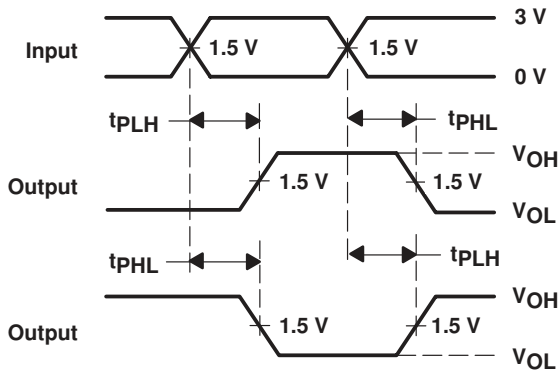 3 V
Input
1.5 V
1.5 V
0 V
tPLH
tPHL
VOH
Output
1.5 V
1.5 V
VOL
tPHL
tPLH
VOH
Output
1.5 V
1.5 V
VOL